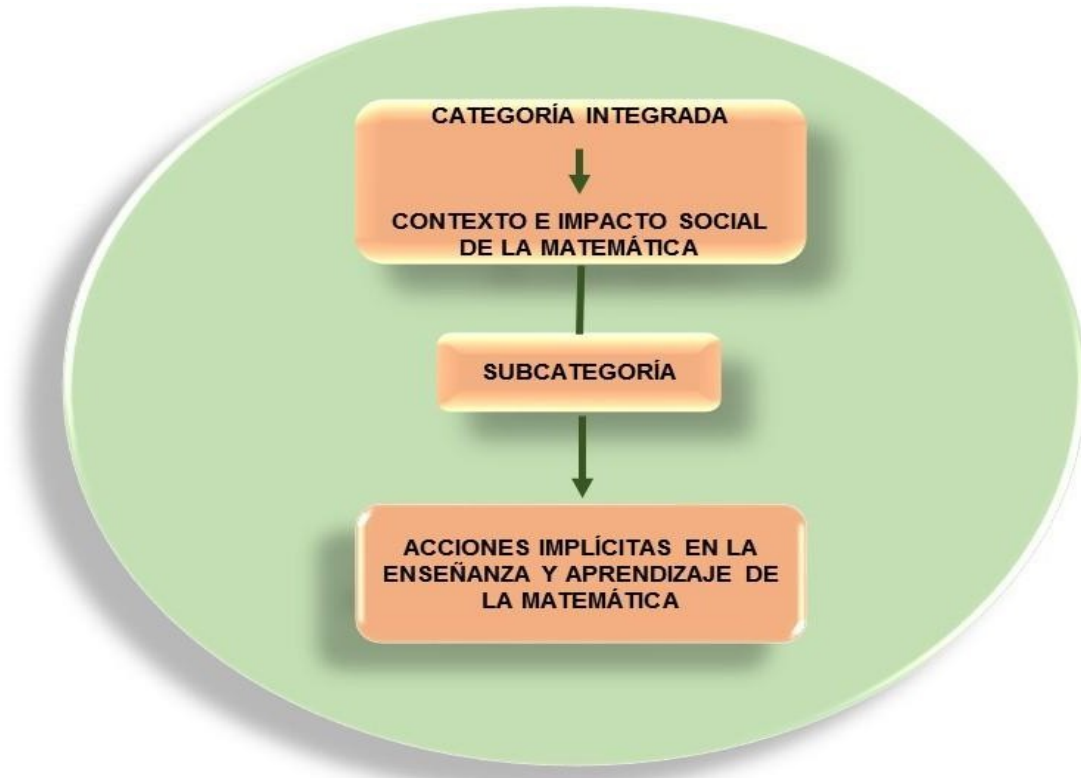 CATEGORÍA INTEGRADA
CONTEXTO E IMPACTO SOCIAL
DE LA MATEMÁTICA
SUBCATEGORÍA
ACCIONES IMPLÍCITAS EN LA
ENSEÑANZA Y APRENDIZAJE DE
LA MATEMÁTICA